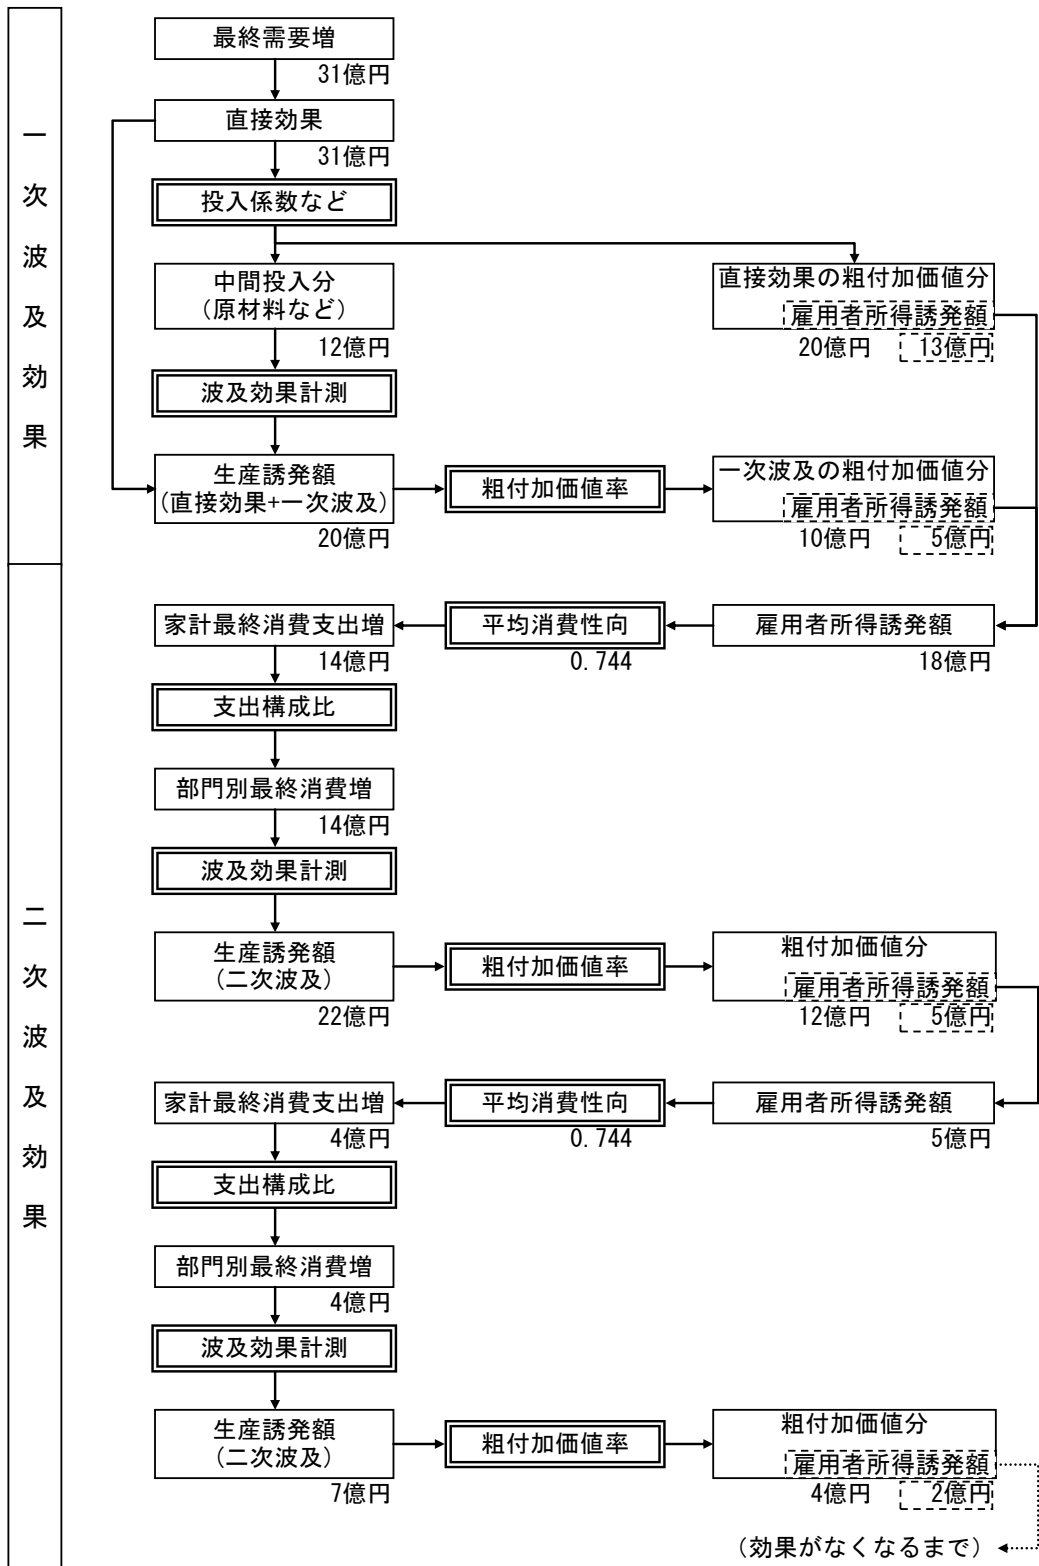 一次波及効果
最終需要増
31億円
直接効果
31億円
投入係数など
中間投入分
(原材料など)
12億円
直接効果の粗付加価値分
雇用者所得誘発額
20億円 13億円
波及効果計測
生産誘発額
(直接効果+一次波及)
20億円
粗付加価値率
一次波及の粗付加価値分
雇用者所得誘発額
10億円 5億円
二次波及効果
家計最終消費支出増
14億円
平均消費性向
0.744
雇用者所得誘発額
18億円
支出構成比
部門別最終消費増
14億円
波及効果計測
生産誘発額
(二次波及)
22億円
粗付加価値率
粗付加価値分
雇用者所得誘発額
12億円 5億円
家計最終消費支出増
4億円
平均消費性向
0.744
雇用者所得誘発額
5億円
支出構成比
部門別最終消費増
4億円
波及効果計測
生産誘発額
(二次波及)
7億円
粗付加価値率
粗付加価値分
雇用者所得誘発額
4億円 2億円
(効果がなくなるまで)